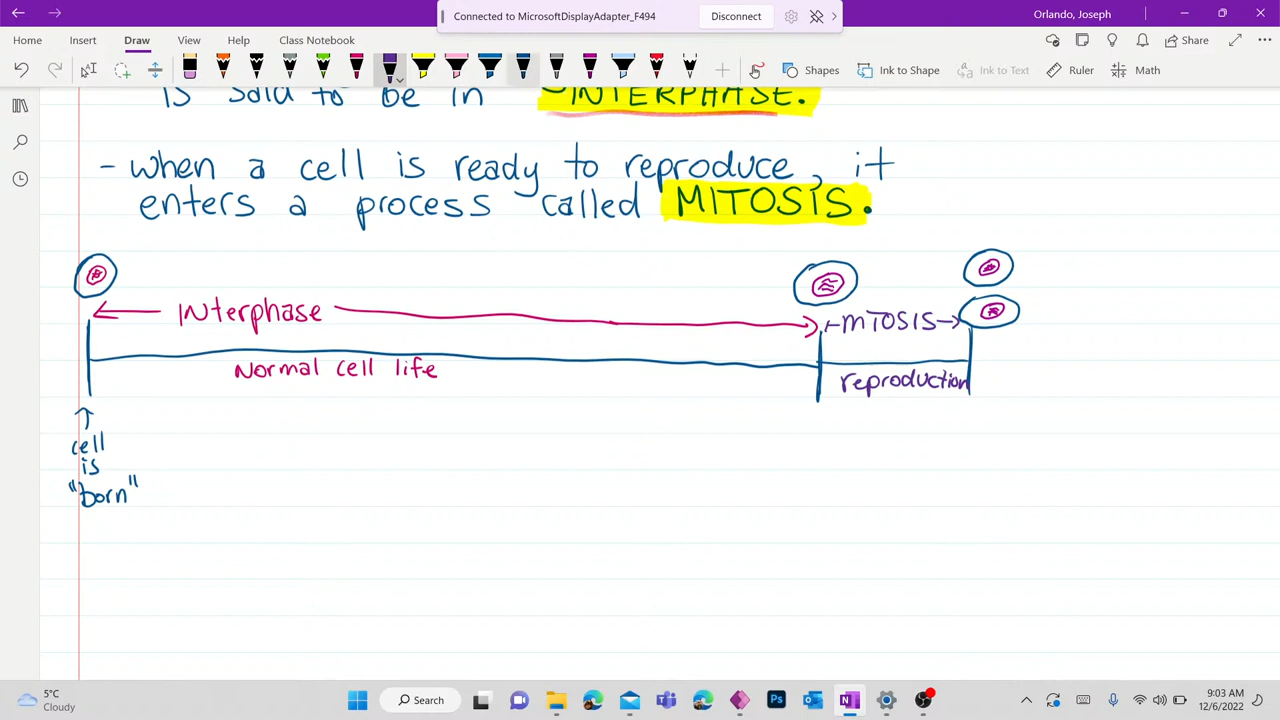 Connected to MicrosoftDisplayAdapter_F494
Disconnect
Orlando, Joseph
Home
Insert
Draw
View
Help
Class Notebook
Share
Shapes
Ink to Shape
Ink to Text
Ruler
Math
is said to be in INTERPHASE.
- when a cell is ready to reproduce, it
enters a process called MITOSIS.
INterphase
mTOSIS
Normal cell life
reproduction
cell
is
"born"
5°C
Cloudy
Search
9:03 AM
12/6/2022